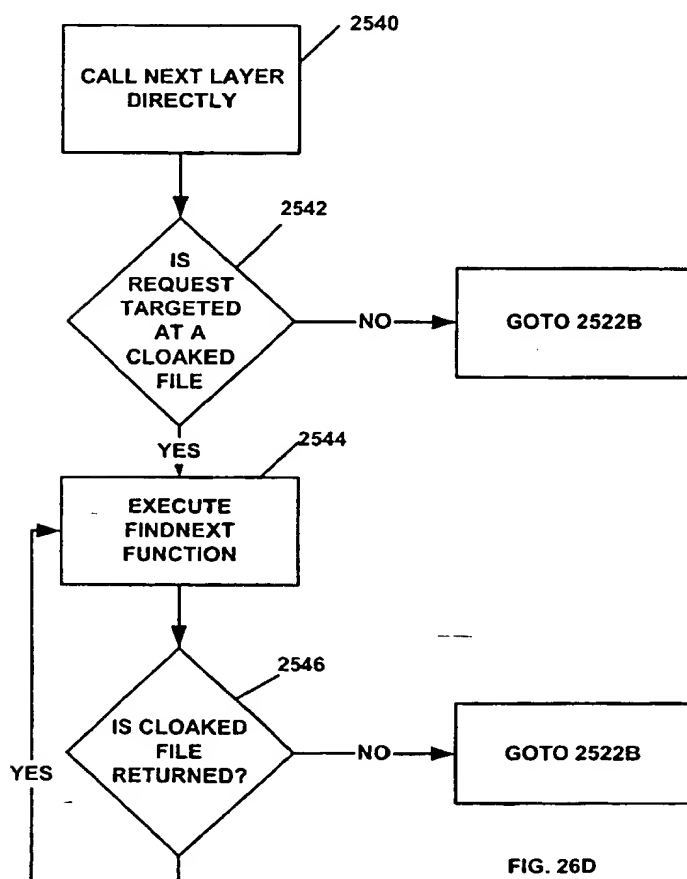 2540
CALL NEXT LAYER
DIRECTLY
2542
IS
REQUEST
TARGETED
AT A
CLOAKED
FILE
NO
GOTO 2522B
YES
2544
EXECUTE
FINDNEXT
FUNCTION
2546
IS CLOAKED
FILE
RETURNED?
NO
GOTO 2522B
YES
FIG. 26D